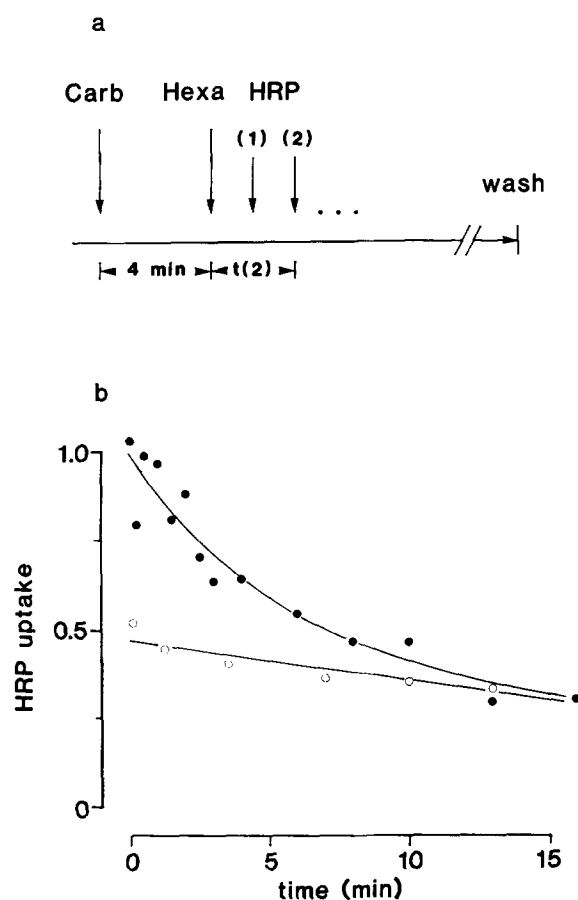 a
Carb Hexa HRP
(1) (2)
. . .
wash
4 min t(2)
b
1.0
0.5
0
HRP uptake
0 5 10 15
time (min)